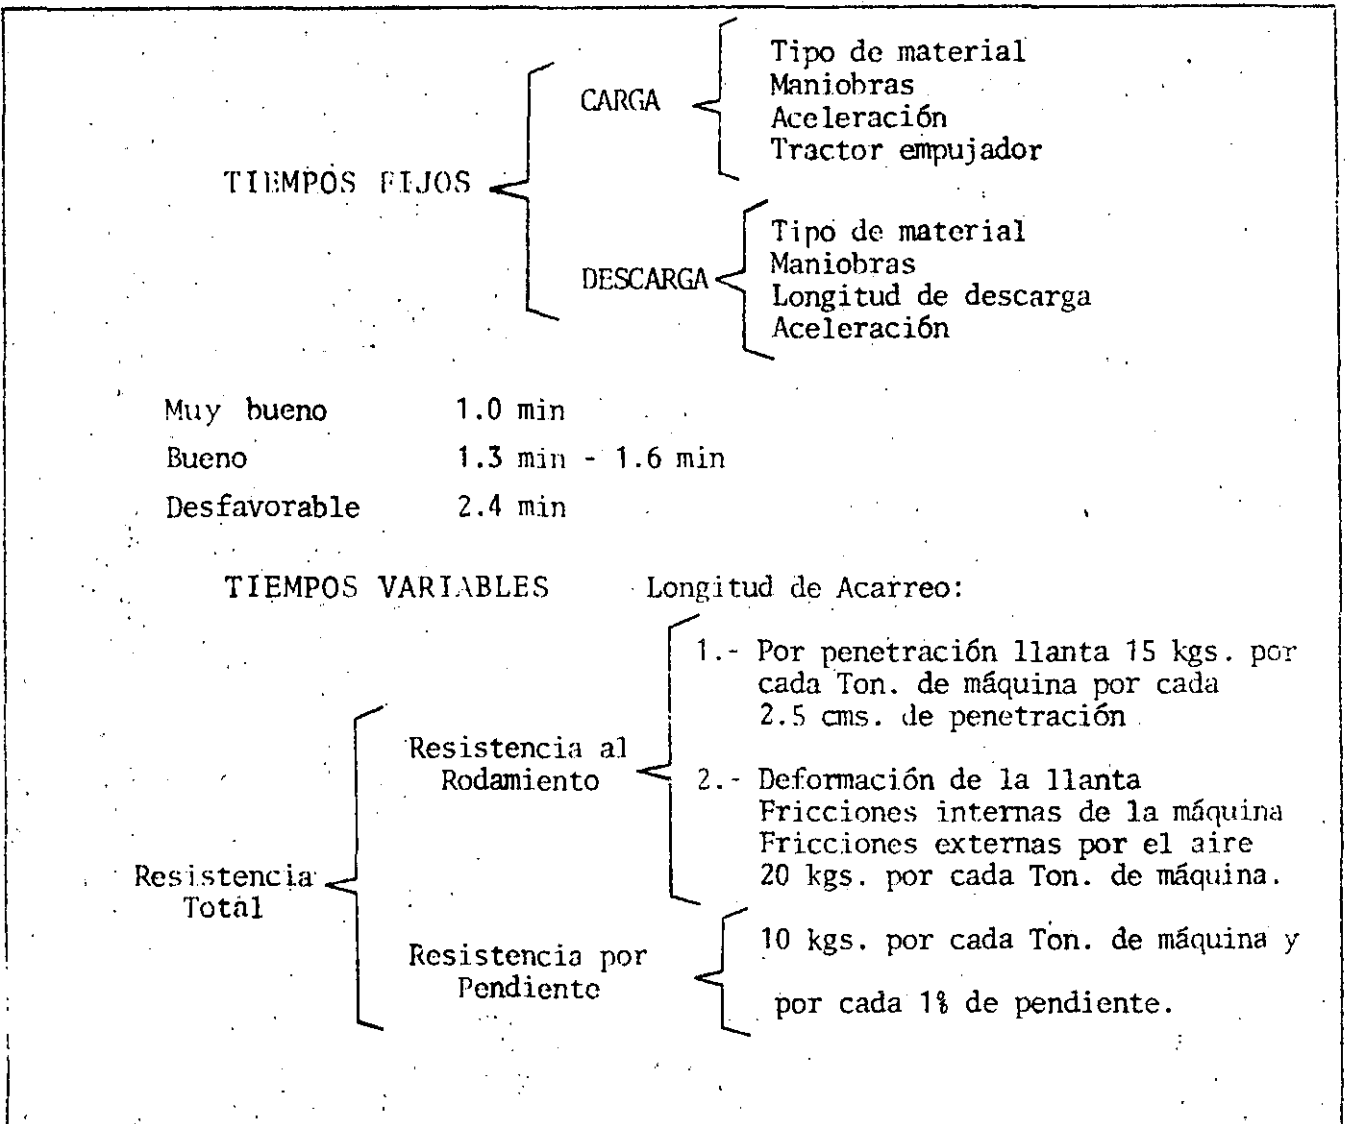 TIEMPOS FIJOS
CARGA
Tipo de material
Maniobras
Aceleración
Tractor empujador
DESCARGA
Tipo de material
Maniobras
Longitud de descarga
Aceleración
Muy bueno 1.0 min
Bueno 1.3 min - 1.6 min
Desfavorable 2.4 min
TIEMPOS VARIABLES Longitud de Acarreo:
Resistencia
Total
Resistencia al
Rodamiento
1.- Por penetración llanta 15 kgs. por
cada Ton. de máquina por cada
2.5 cms. de penetración
2.- Deformación de la llanta
Fricciones internas de la máquina
Fricciones externas por el aire
20 kgs. por cada Ton. de máquina.
Resistencia por
Pendiente
10 kgs. por cada Ton. de máquina y
por cada 1% de pendiente.